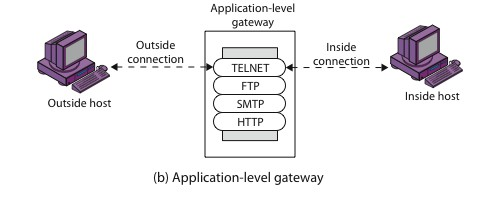 Application-level
gateway
Outside
connection
Inside
connection
TELNET
FTP
SMTP
HTTP
Outside host
Inside host
(b) Application-level gateway